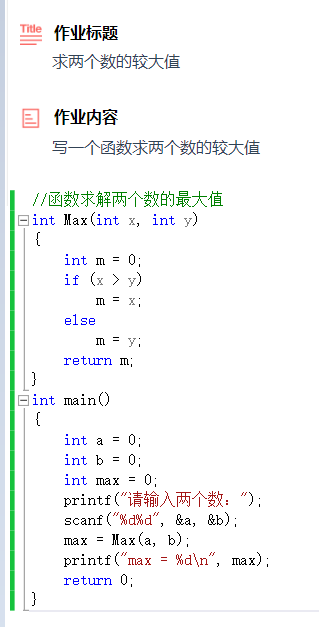 Title 作业标题
求两个数的较大值
作业内容
写一个函数求两个数的较大值
//函数求解两个数的最大值
int Max(int x, int y)
{
    int m = 0;
    if (x > y)
        m = x;
    else
        m = y;
    return m;
}
int main()
{
    int a = 0;
    int b = 0;
    int max = 0;
    printf("请输入两个数：");
    scanf("%d%d", &a, &b);
    max = Max(a, b);
    printf("max = %d\n", max);
    return 0;
}